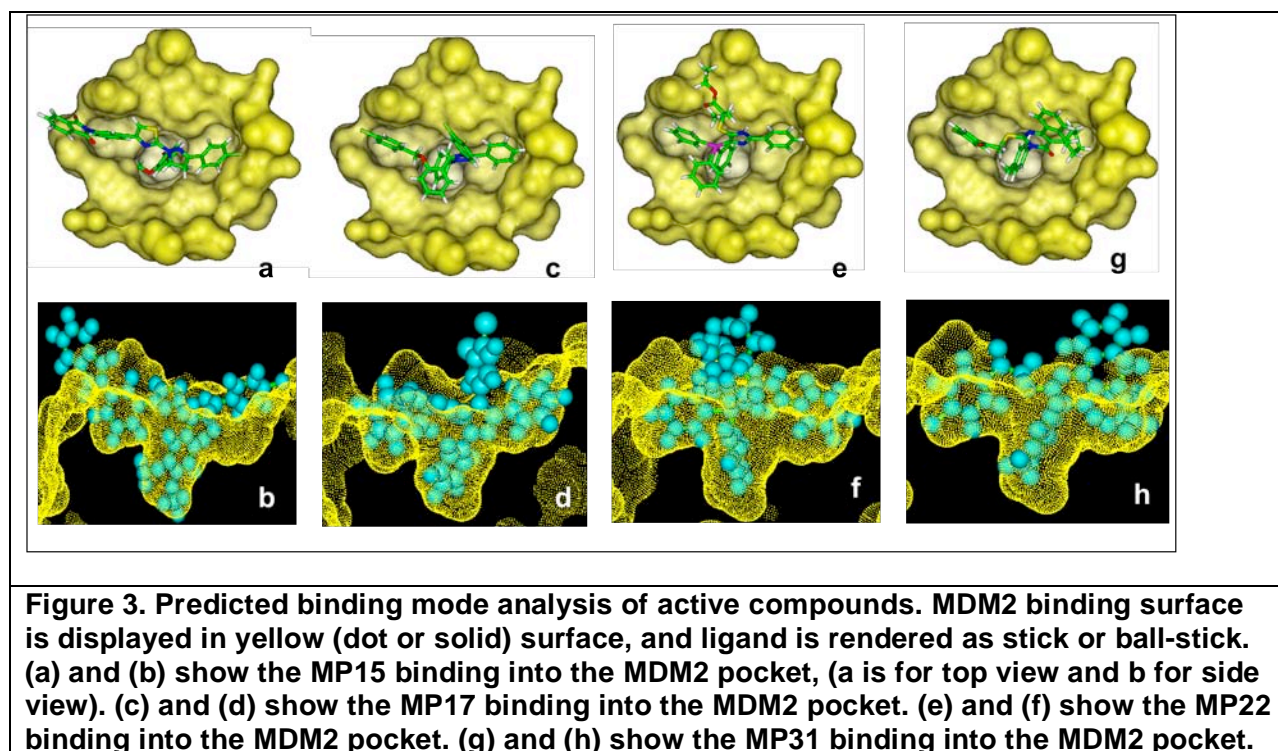 a
c
e
g
b
d
f
h
Figure 3. Predicted binding mode analysis of active compounds. MDM2 binding surface
is displayed in yellow (dot or solid) surface, and ligand is rendered as stick or ball-stick.
(a) and (b) show the MP15 binding into the MDM2 pocket, (a is for top view and b for side
view). (c) and (d) show the MP17 binding into the MDM2 pocket. (e) and (f) show the MP22
binding into the MDM2 pocket. (g) and (h) show the MP31 binding into the MDM2 pocket.